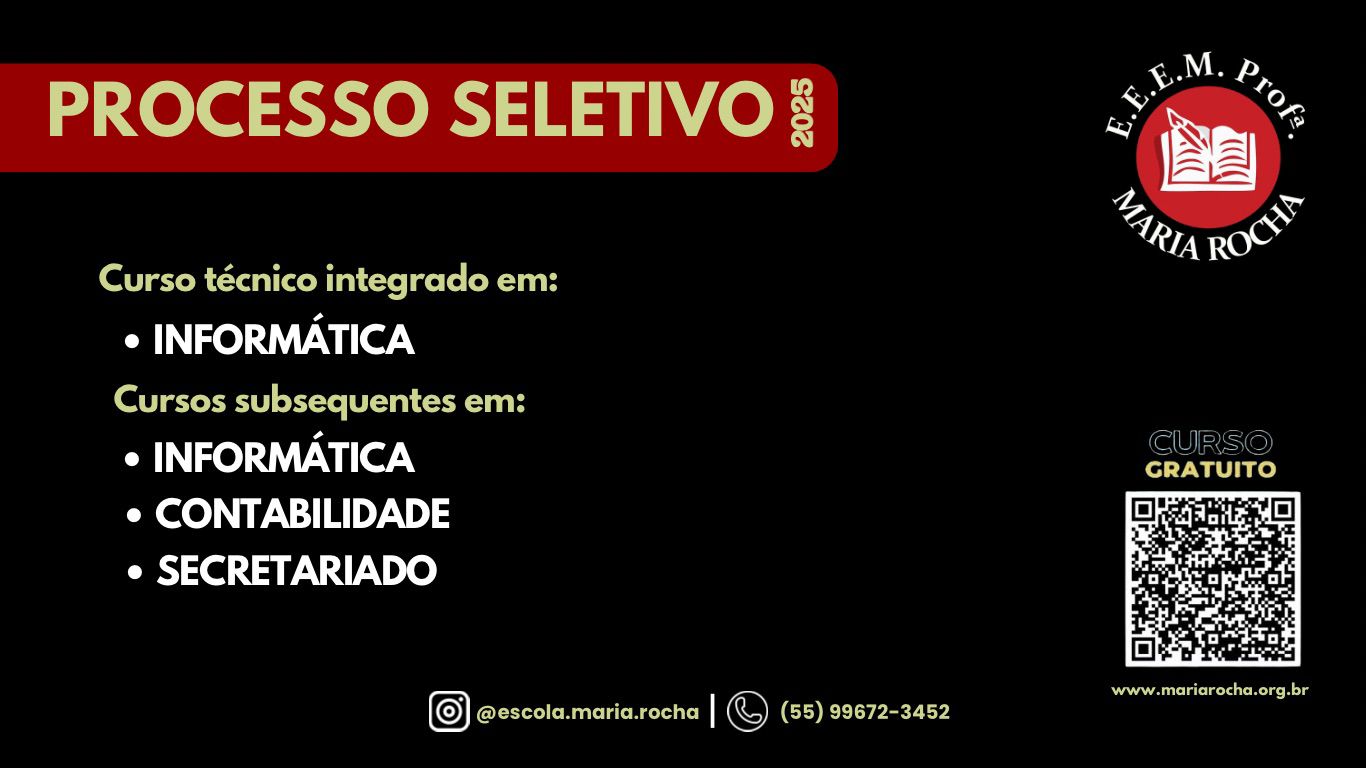 PROCESSO SELETIVO 2025
E.E.E.M. Profª.
MARIA ROCHA
Curso técnico integrado em:
• INFORMÁTICA
Cursos subsequentes em:
• INFORMÁTICA
• CONTABILIDADE
• SECRETARIADO
CURSO
GRATUITO
www.mariarocha.org.br
@escola.maria.rocha | (55) 99672-3452